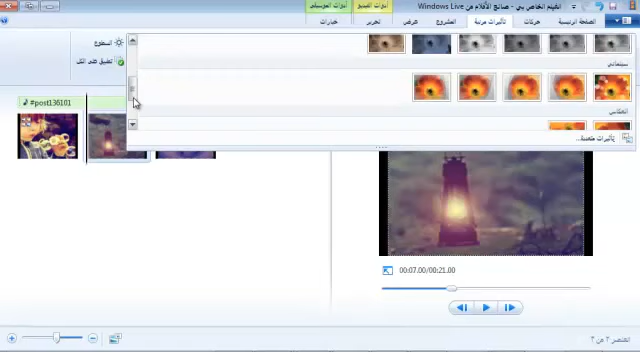 الفيلم الخاص بي - صانع الأفلام من Windows Live
أدوات الفيديو
أدوات الموسيقى
الصفحة الرئيسية
حركات
تأثيرات مرئية
المشروع
عرض
تحرير
خيارات
السطوع
تطبيق على الكل
سينمائي
انعكاس
تأثيرات متعددة...
#post136101
00:07.00/00:21.00
العنصر ٢ من ٣